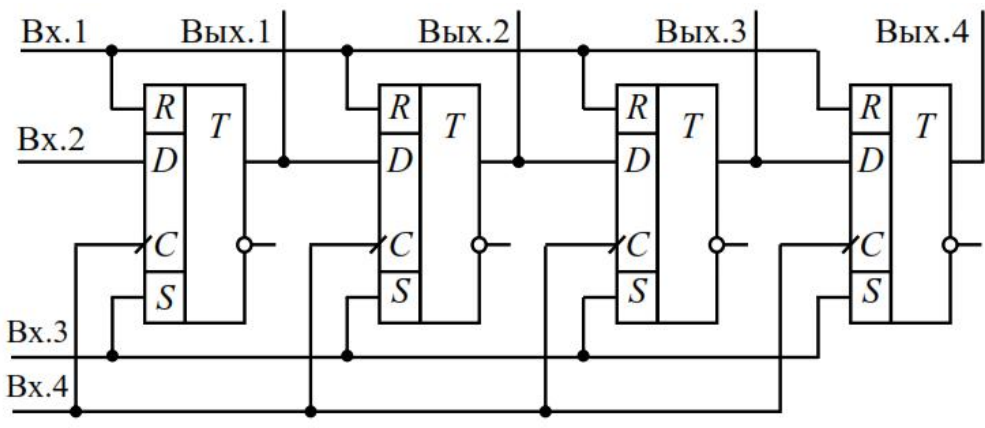 Вх.1 Вых.1 Вых.2 Вых.3 Вых.4
R T R T R T R T
Вх.2 D D D D
C C C C
S S S S
Вх.3
Вх.4